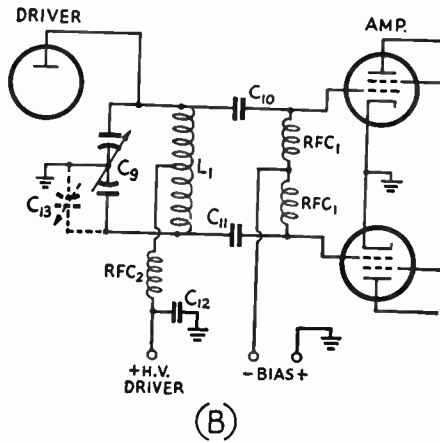 DRIVER
AMP.
C10
RFC1
C9
L1
RFC1
C13
C11
RFC2
C12
+H.V.
DRIVER
-BIAS+
(B)